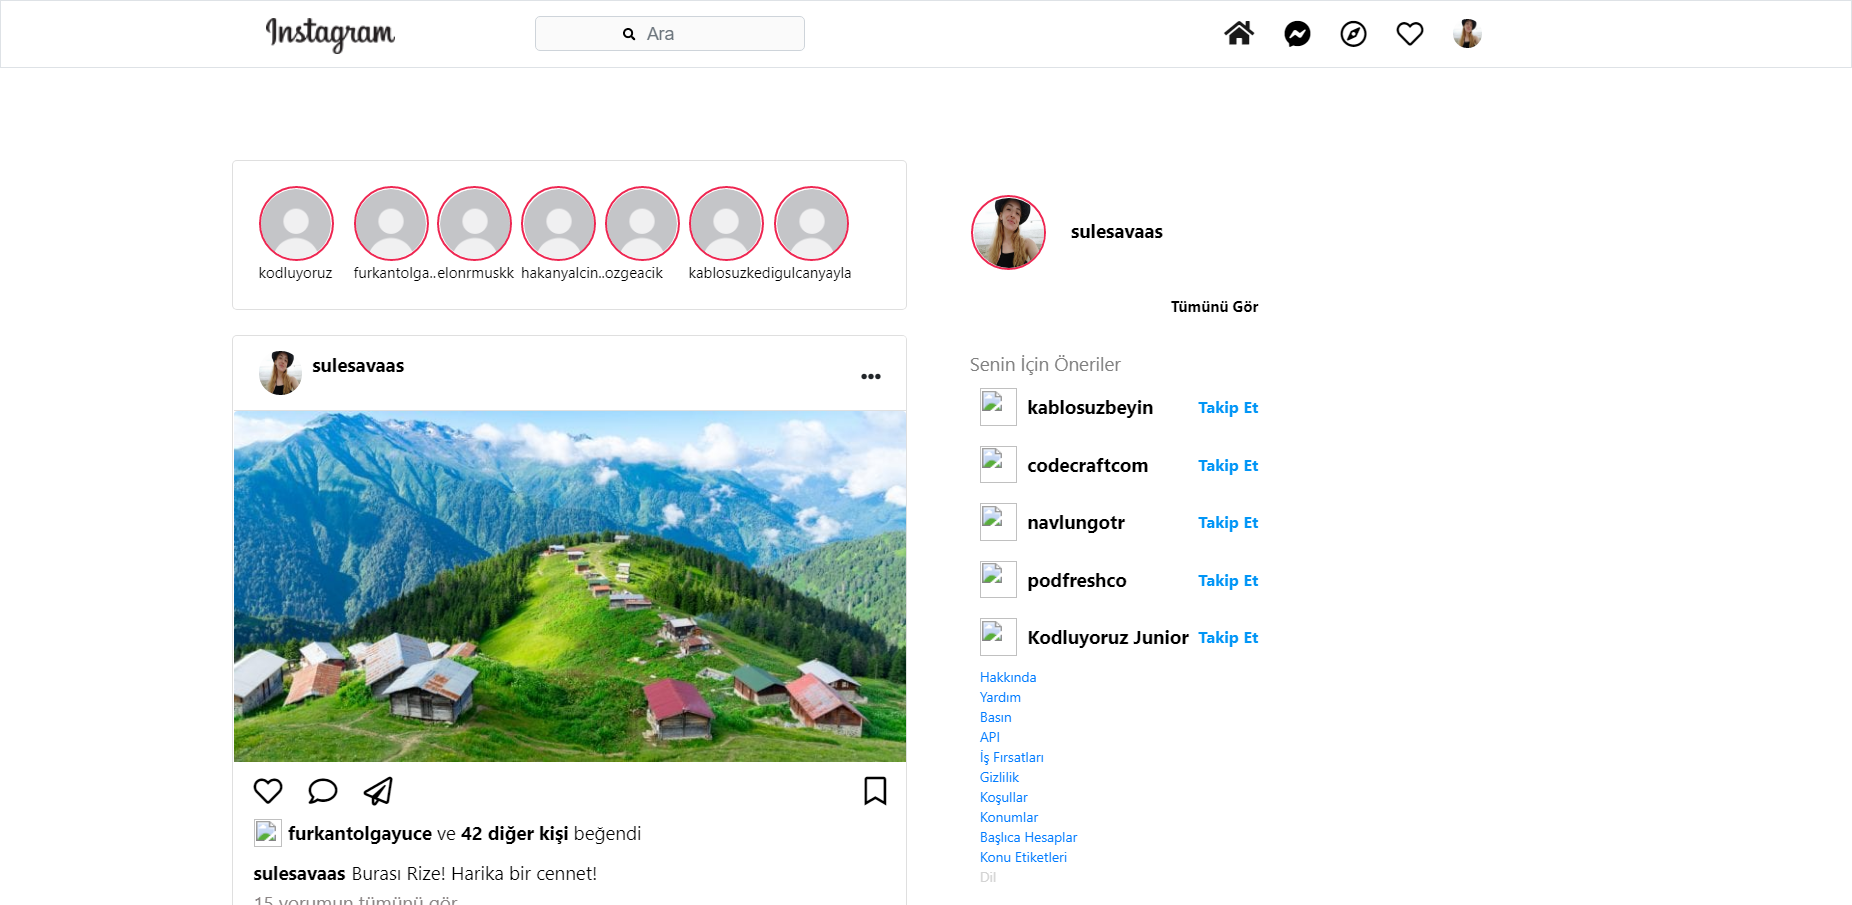 Instagram
Ara
kodluyoruz furkantolga.. elonrmuskk hakanyalcin.. ozgeacik kablosuzkedi gulcanyayla
sulesavaas
Tümünü Gör
Senin İçin Öneriler
kablosuzbeyin Takip Et
codecraftcom Takip Et
navlungotr Takip Et
podfreshco Takip Et
Kodluyoruz Junior Takip Et
Hakkında
Yardım
Basın
API
İş Fırsatları
Gizlilik
Koşullar
Konumlar
Başlıca Hesaplar
Konu Etiketleri
Dil
sulesavaas
furkantolgayuce ve 42 diğer kişi beğendi
sulesavaas Burası Rize! Harika bir cennet!
15 yorumun tümünü gör